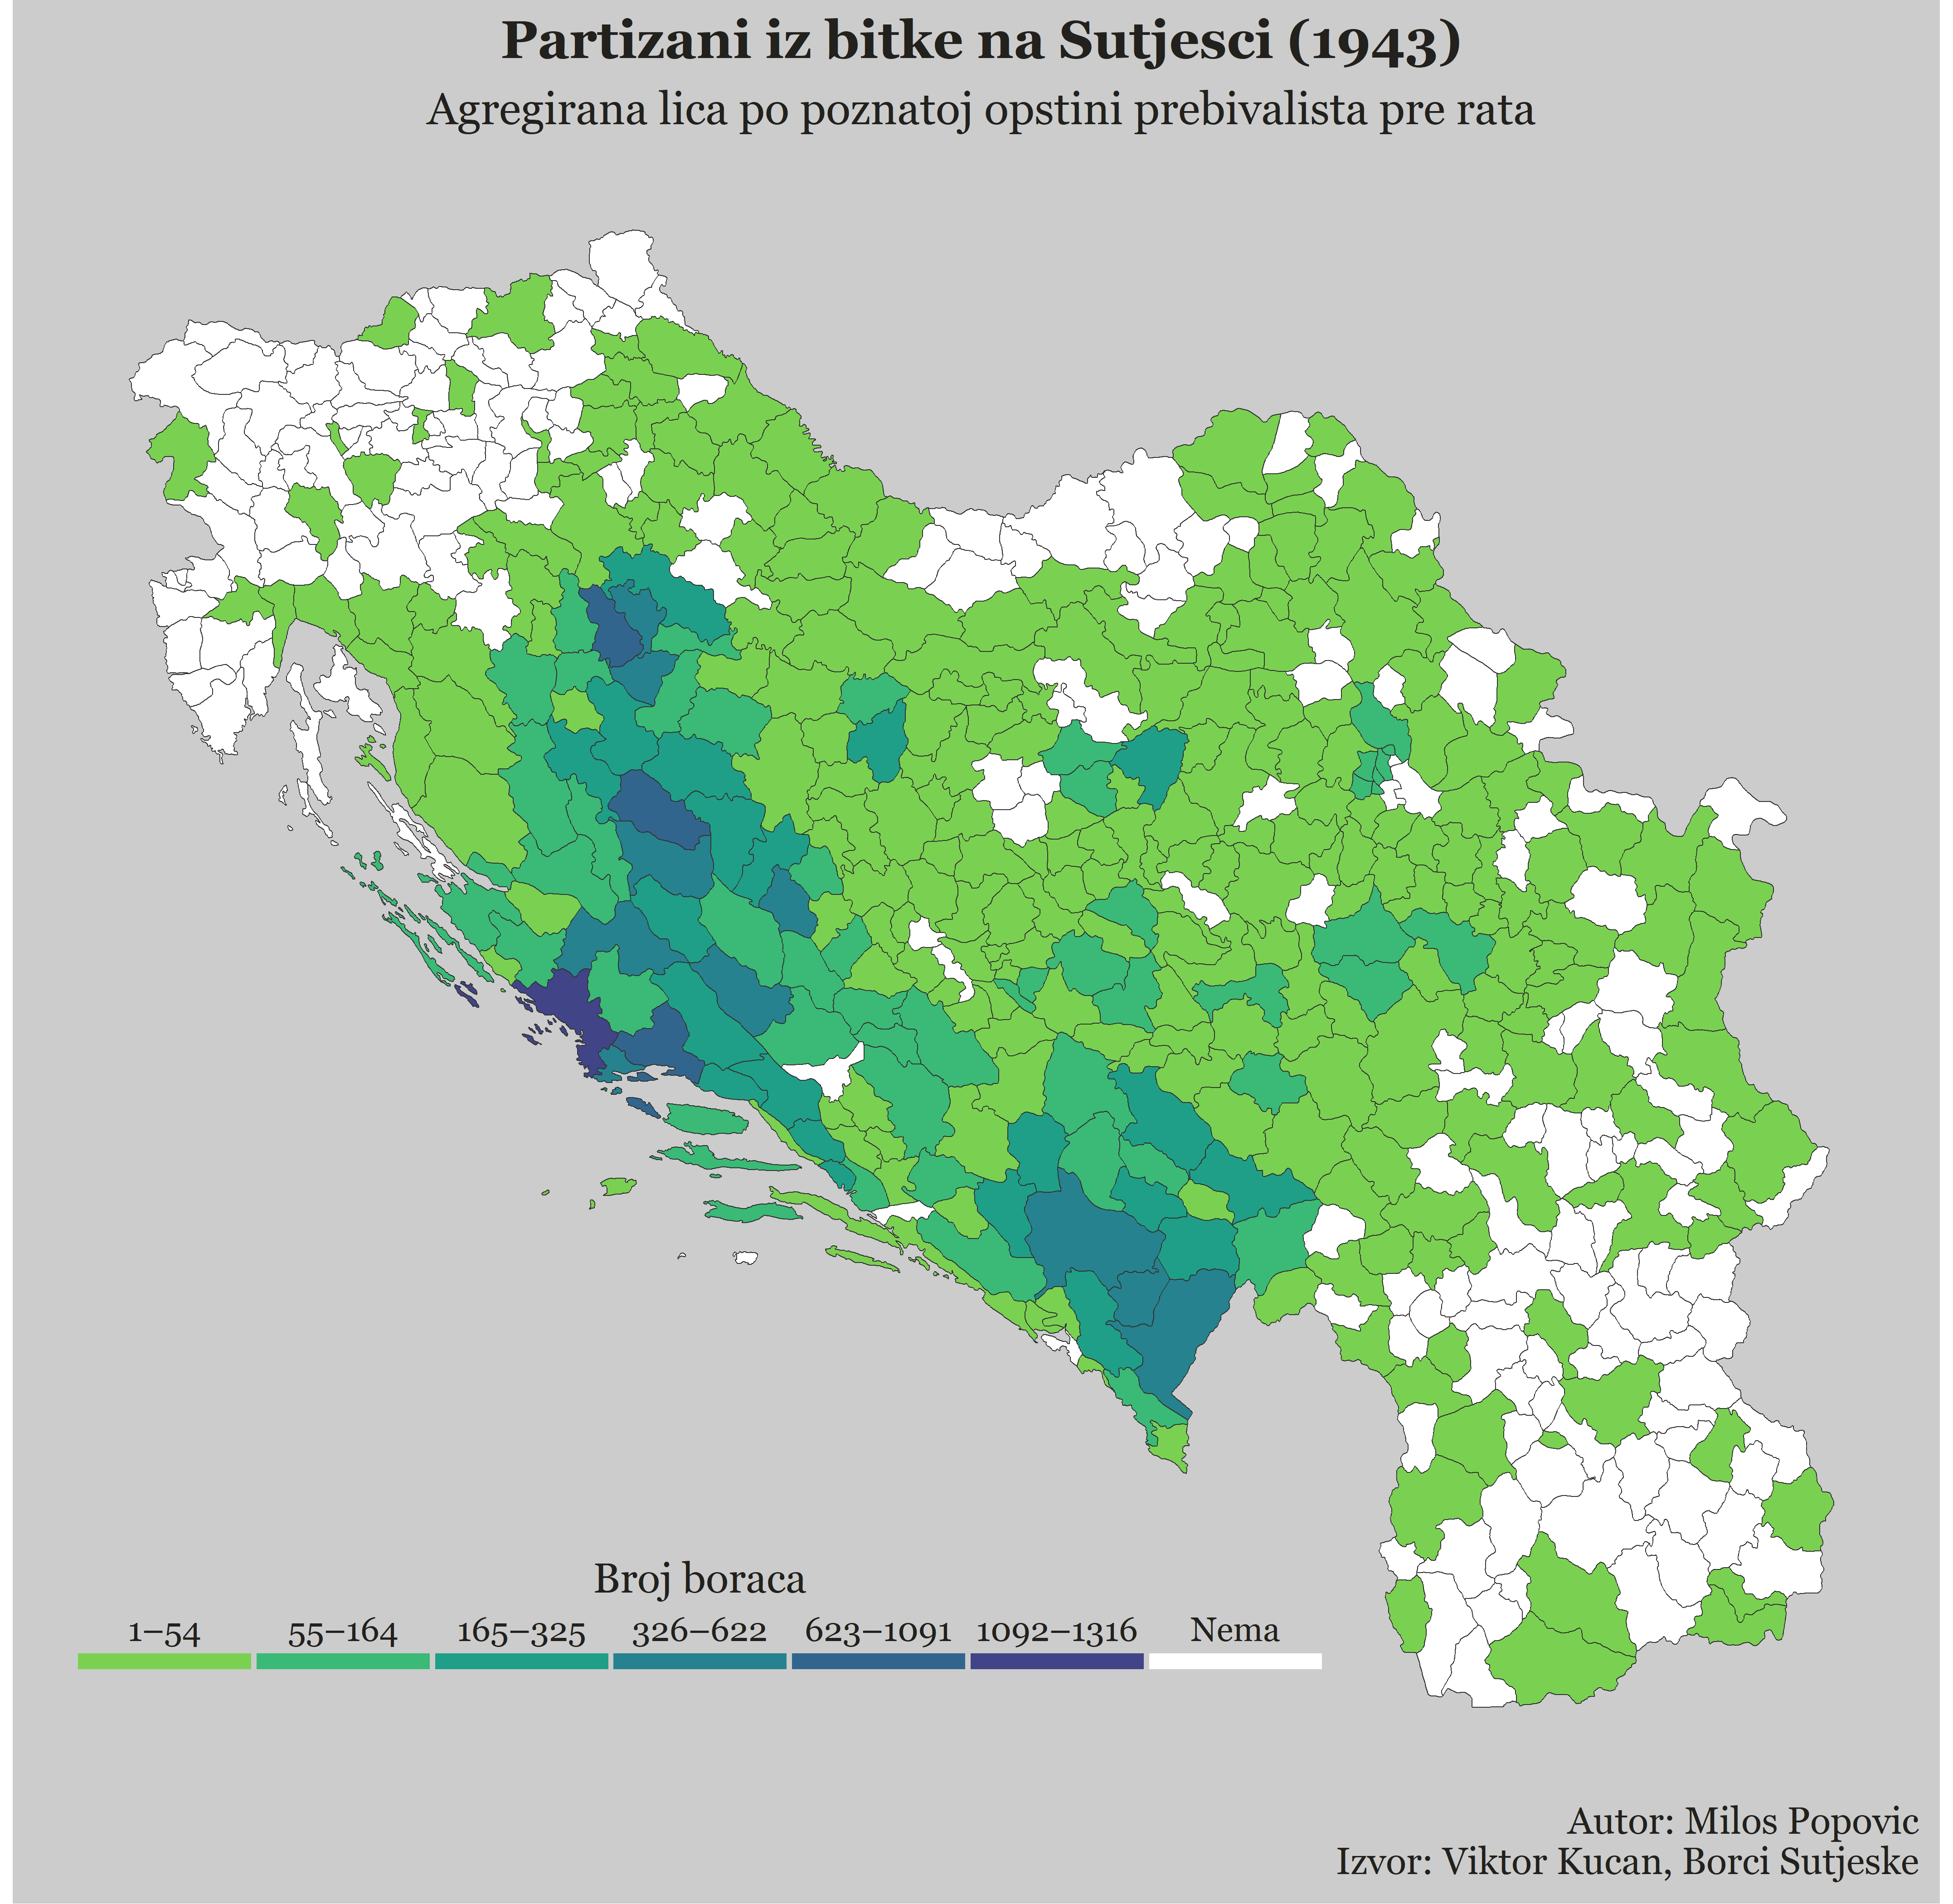 Partizani iz bitke na Sutjesci (1943)
Agregirana lica po poznatoj opstini prebivalista pre rata
Broj boraca
1–54 55–164 165–325 326–622 623–1091 1092–1316 Nema
Autor: Milos Popovic
Izvor: Viktor Kucan, Borci Sutjeske